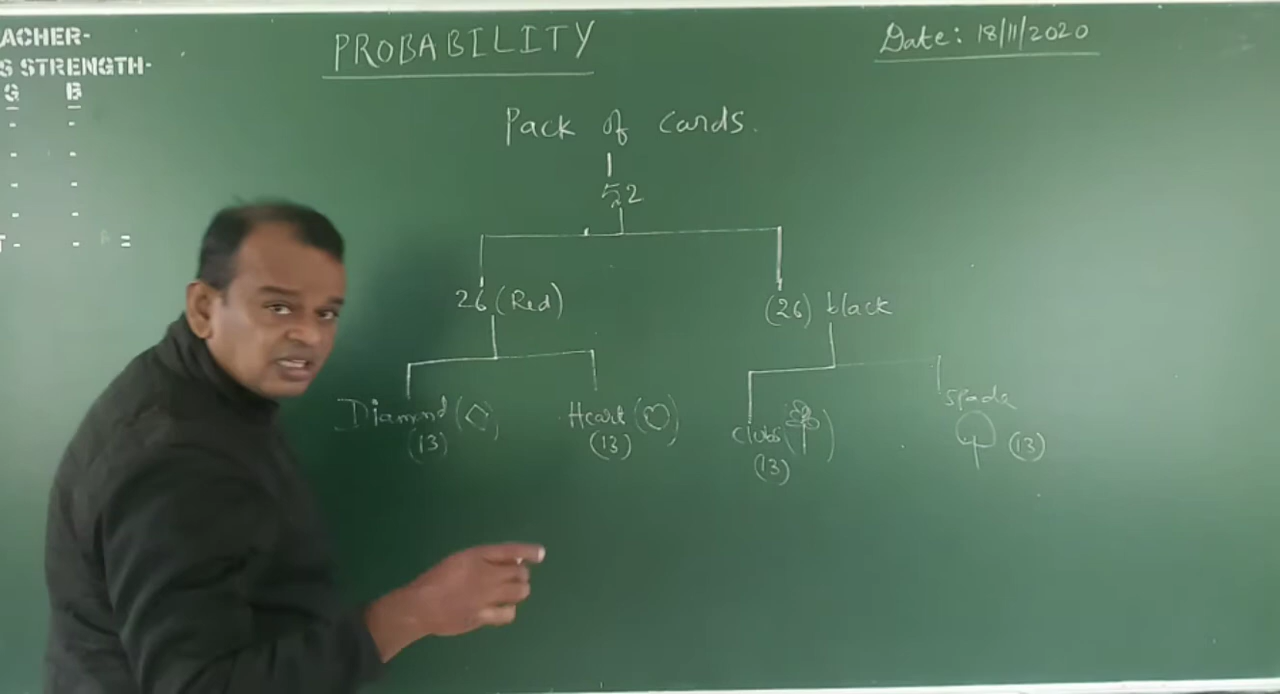 ACHER-
S STRENGTH-
G B
- -
- -
- -
- -
T- - =
PROBABILITY
Date: 18/11/2020
Pack of cards.
52
26 (Red)
(26) black
Diamond (◇)
(13)
Heart (♡)
(13)
Clubs (♧)
(13)
Spade
(13)